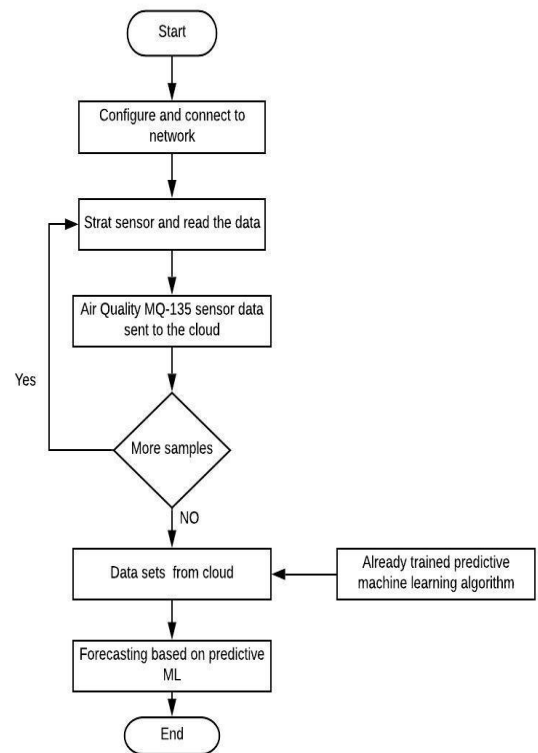 Start
Configure and connect to
network
Strat sensor and read the data
Air Quality MQ-135 sensor data
sent to the cloud
Yes
More samples
NO
Data sets from cloud
Already trained predictive
machine learning algorithm
Forecasting based on predictive
ML
End